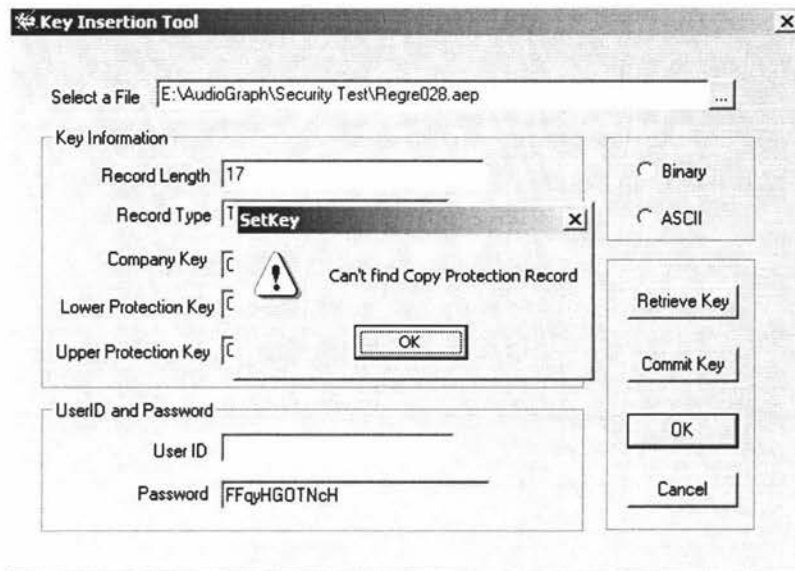 Key Insertion Tool
Select a File E:\AudioGraph\Security Test\Regre028.aep ...
Key Information
Record Length 17
Record Type
Company Key
Lower Protection Key
Upper Protection Key
SetKey
Can't find Copy Protection Record
OK
Binary
ASCII
Retrieve Key
Commit Key
OK
Cancel
UserID and Password
User ID
Password FFqyHGOTNcH